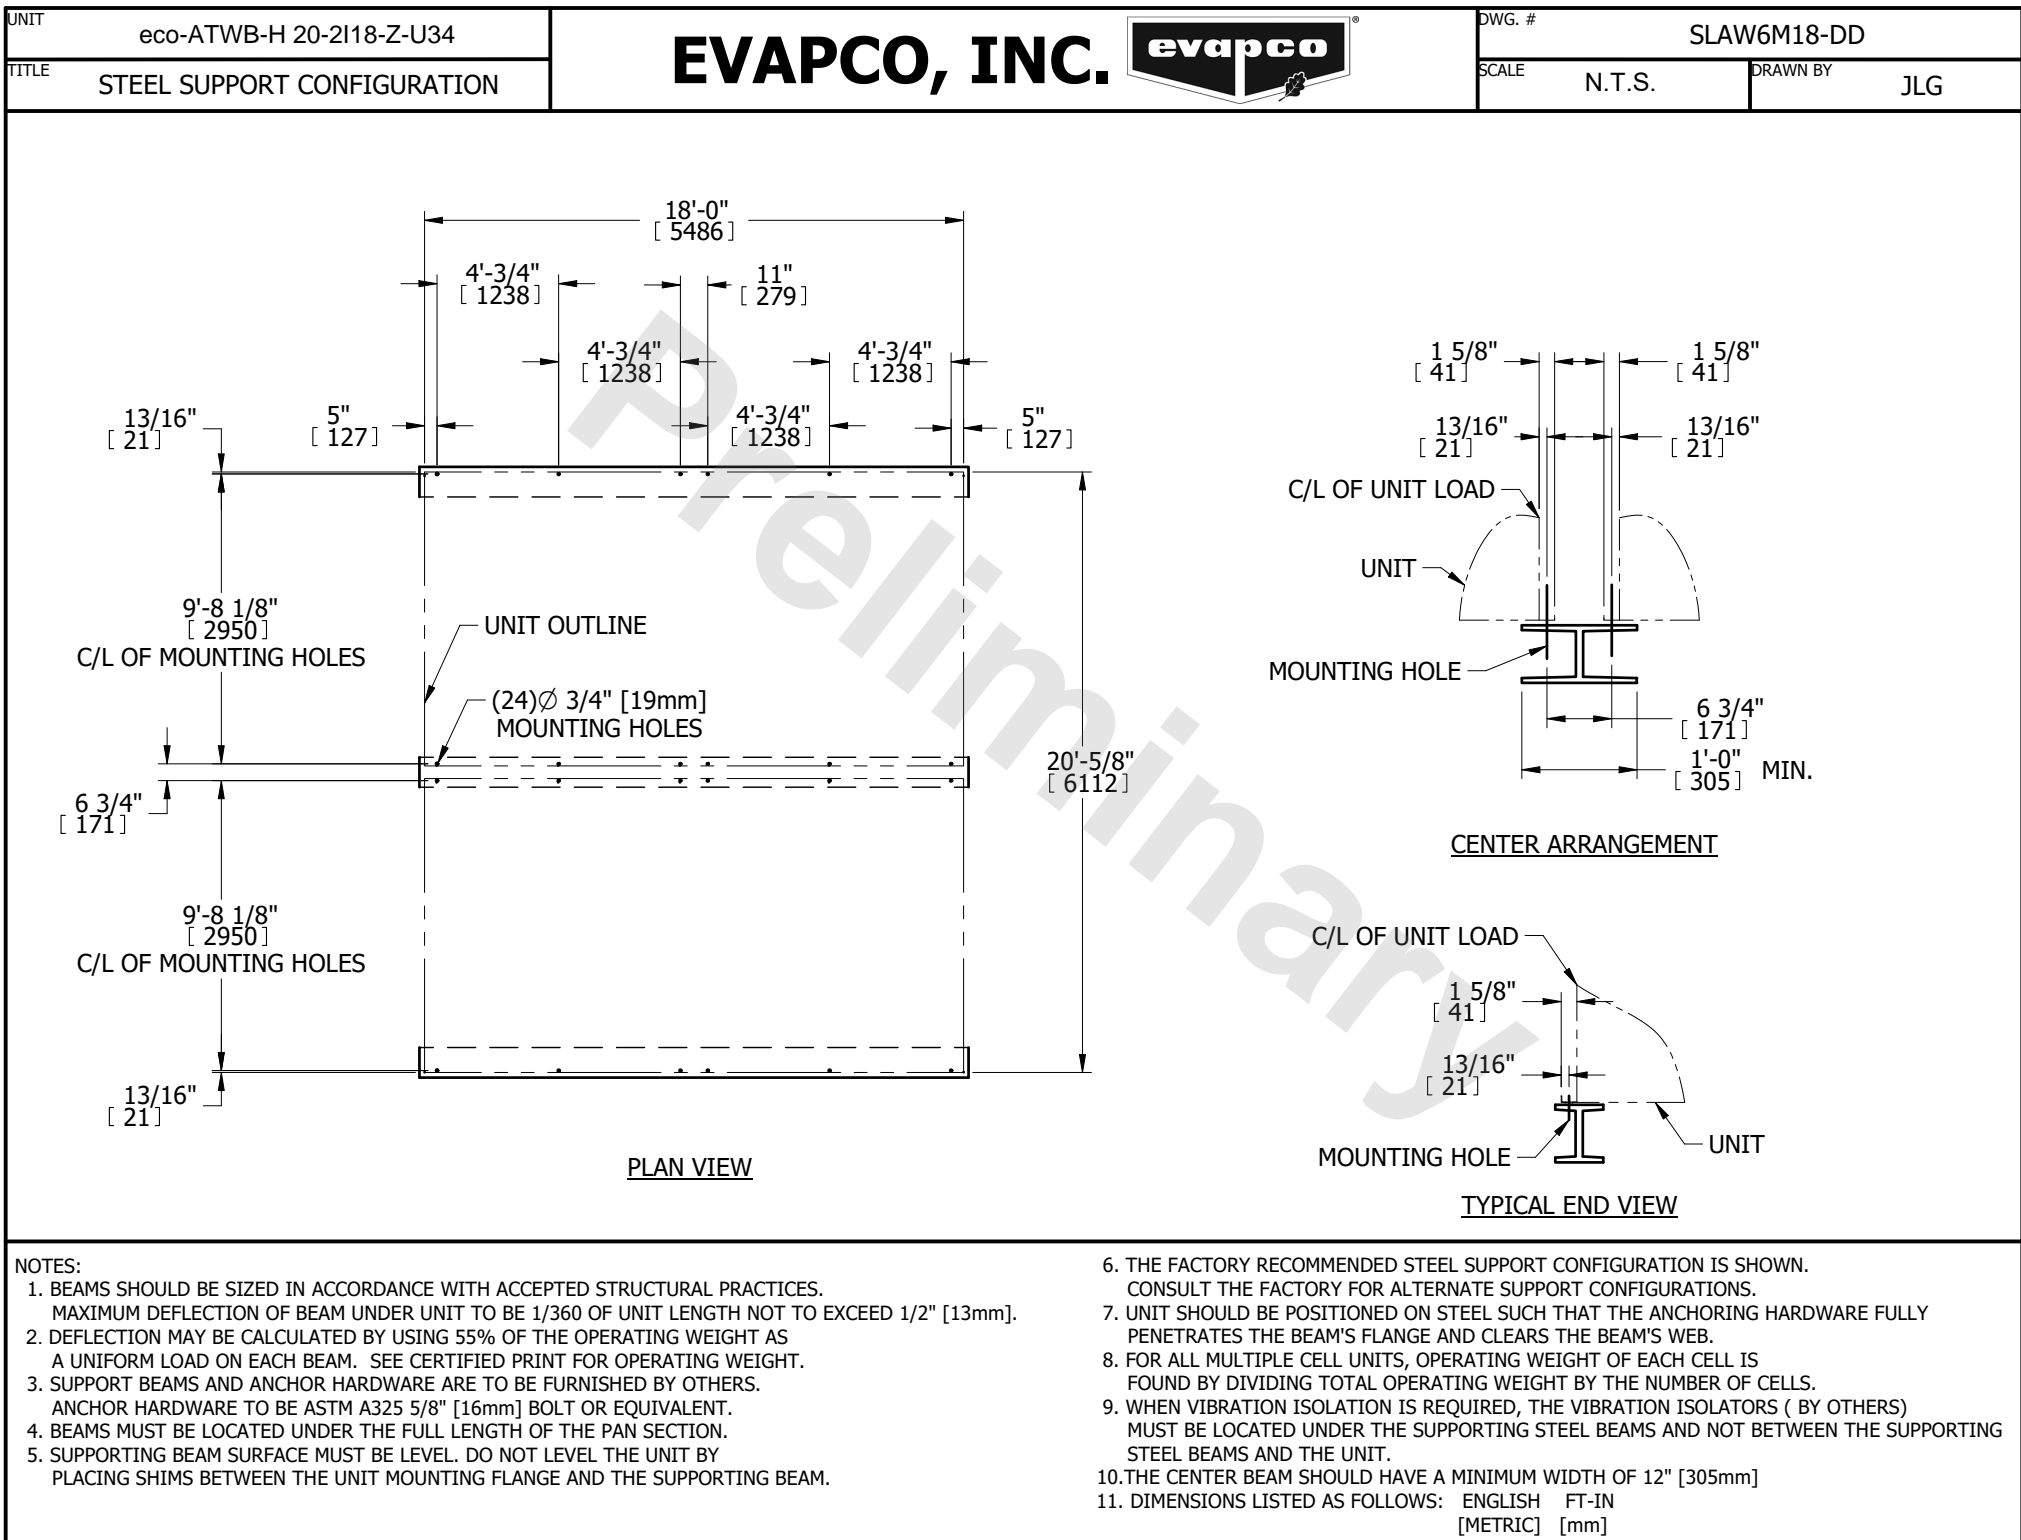 UNIT
eco-ATWB-H 20-2I18-Z-U34
TITLE
STEEL SUPPORT CONFIGURATION
EVAPCO, INC.
evapco
®
DWG. #
SLAW6M18-DD
SCALE
N.T.S.
DRAWN BY
JLG
18'-0"
[ 5486 ]
4'-3/4"
[ 1238 ]
11"
[ 279 ]
4'-3/4"
[ 1238 ]
4'-3/4"
[ 1238 ]
13/16"
[ 21 ]
5"
[ 127 ]
4'-3/4"
[ 1238 ]
5"
[ 127 ]
9'-8 1/8"
[ 2950 ]
C/L OF MOUNTING HOLES
UNIT OUTLINE
(24)∅ 3/4" [19mm]
MOUNTING HOLES
6 3/4"
[ 171 ]
20'-5/8"
[ 6112 ]
9'-8 1/8"
[ 2950 ]
C/L OF MOUNTING HOLES
13/16"
[ 21 ]
PLAN VIEW
Preliminary
1 5/8"
[ 41 ]
1 5/8"
[ 41 ]
13/16"
[ 21 ]
13/16"
[ 21 ]
C/L OF UNIT LOAD
UNIT
MOUNTING HOLE
6 3/4"
[ 171 ]
1'-0"
[ 305 ] MIN.
CENTER ARRANGEMENT
C/L OF UNIT LOAD
1 5/8"
[ 41 ]
13/16"
[ 21 ]
MOUNTING HOLE
UNIT
TYPICAL END VIEW
NOTES:
1. BEAMS SHOULD BE SIZED IN ACCORDANCE WITH ACCEPTED STRUCTURAL PRACTICES.
MAXIMUM DEFLECTION OF BEAM UNDER UNIT TO BE 1/360 OF UNIT LENGTH NOT TO EXCEED 1/2" [13mm].
2. DEFLECTION MAY BE CALCULATED BY USING 55% OF THE OPERATING WEIGHT AS
A UNIFORM LOAD ON EACH BEAM. SEE CERTIFIED PRINT FOR OPERATING WEIGHT.
3. SUPPORT BEAMS AND ANCHOR HARDWARE ARE TO BE FURNISHED BY OTHERS.
ANCHOR HARDWARE TO BE ASTM A325 5/8" [16mm] BOLT OR EQUIVALENT.
4. BEAMS MUST BE LOCATED UNDER THE FULL LENGTH OF THE PAN SECTION.
5. SUPPORTING BEAM SURFACE MUST BE LEVEL. DO NOT LEVEL THE UNIT BY
PLACING SHIMS BETWEEN THE UNIT MOUNTING FLANGE AND THE SUPPORTING BEAM.
6. THE FACTORY RECOMMENDED STEEL SUPPORT CONFIGURATION IS SHOWN.
CONSULT THE FACTORY FOR ALTERNATE SUPPORT CONFIGURATIONS.
7. UNIT SHOULD BE POSITIONED ON STEEL SUCH THAT THE ANCHORING HARDWARE FULLY
PENETRATES THE BEAM'S FLANGE AND CLEARS THE BEAM'S WEB.
8. FOR ALL MULTIPLE CELL UNITS, OPERATING WEIGHT OF EACH CELL IS
FOUND BY DIVIDING TOTAL OPERATING WEIGHT BY THE NUMBER OF CELLS.
9. WHEN VIBRATION ISOLATION IS REQUIRED, THE VIBRATION ISOLATORS ( BY OTHERS)
MUST BE LOCATED UNDER THE SUPPORTING STEEL BEAMS AND NOT BETWEEN THE SUPPORTING
STEEL BEAMS AND THE UNIT.
10.THE CENTER BEAM SHOULD HAVE A MINIMUM WIDTH OF 12" [305mm]
11. DIMENSIONS LISTED AS FOLLOWS: ENGLISH FT-IN
[METRIC] [mm]